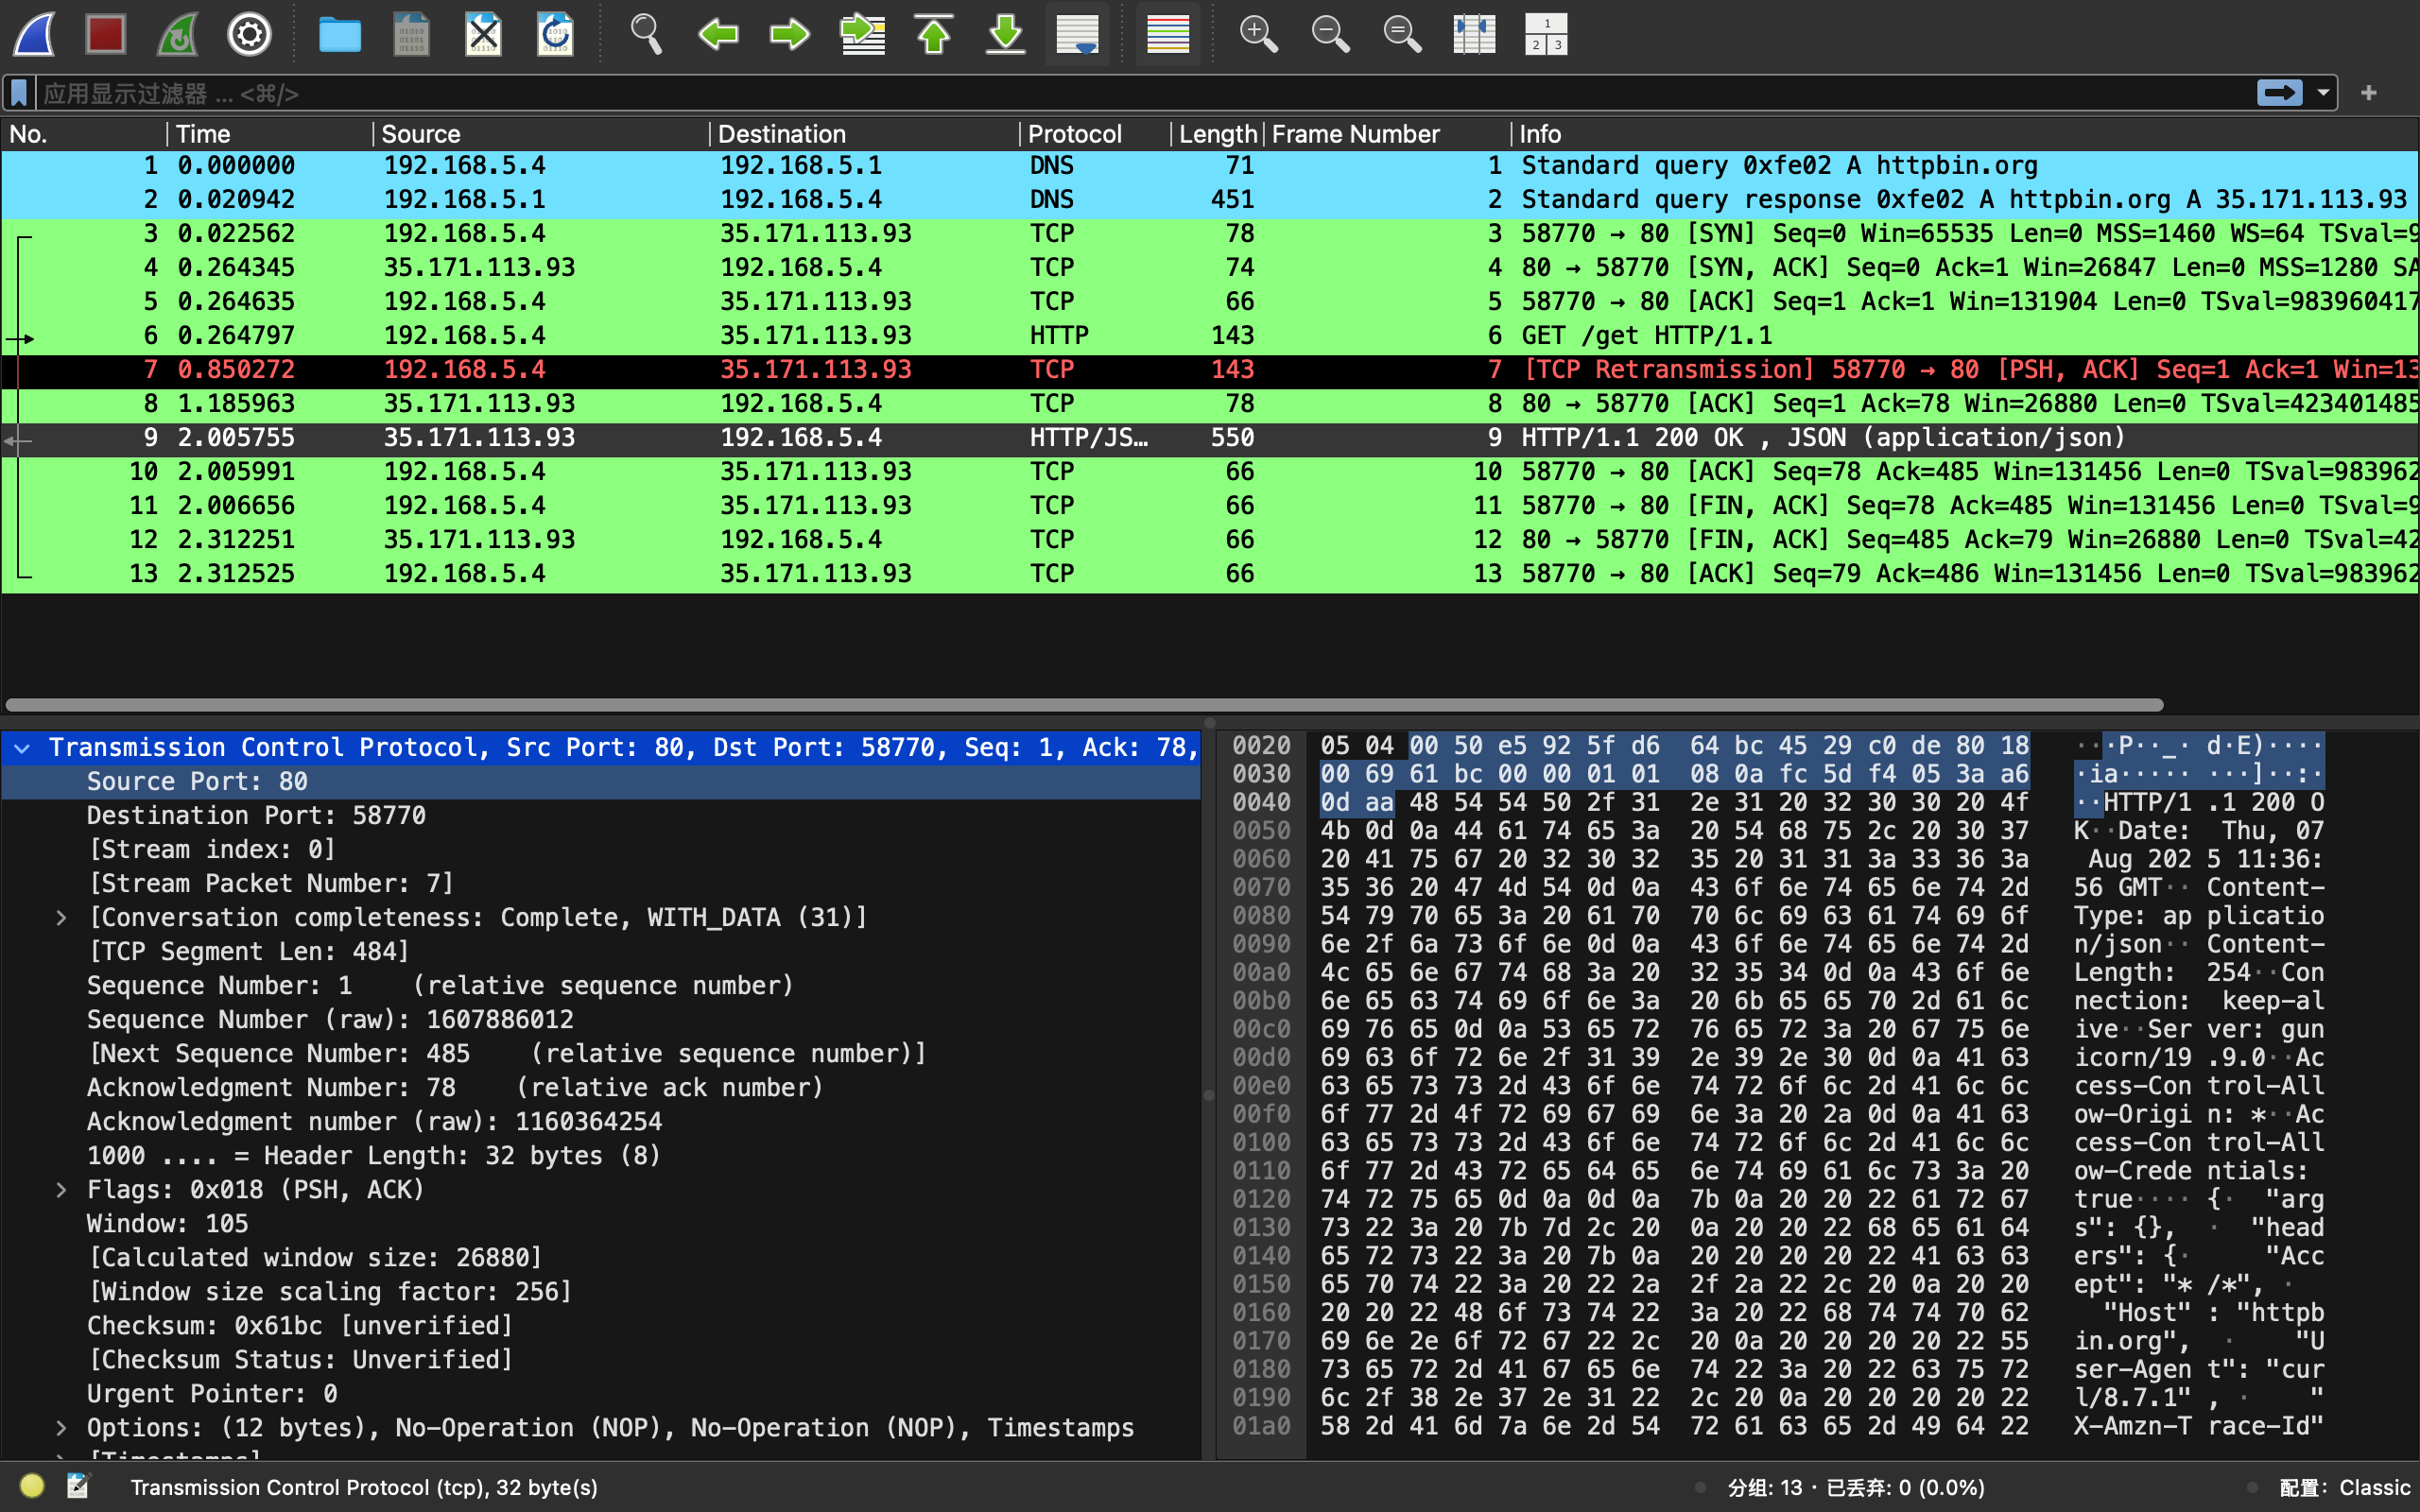 应用显示过滤器 … <⌘/>
No. Time Source Destination Protocol Length Frame Number Info
1 0.000000 192.168.5.4 192.168.5.1 DNS 71 1 Standard query 0xfe02 A httpbin.org
2 0.020942 192.168.5.1 192.168.5.4 DNS 451 2 Standard query response 0xfe02 A httpbin.org A 35.171.113.93
3 0.022562 192.168.5.4 35.171.113.93 TCP 78 3 58770 → 80 [SYN] Seq=0 Win=65535 Len=0 MSS=1460 WS=64 TSval=9
4 0.264345 35.171.113.93 192.168.5.4 TCP 74 4 80 → 58770 [SYN, ACK] Seq=0 Ack=1 Win=26847 Len=0 MSS=1280 SA
5 0.264635 192.168.5.4 35.171.113.93 TCP 66 5 58770 → 80 [ACK] Seq=1 Ack=1 Win=131904 Len=0 TSval=983960417
6 0.264797 192.168.5.4 35.171.113.93 HTTP 143 6 GET /get HTTP/1.1
7 0.850272 192.168.5.4 35.171.113.93 TCP 143 7 [TCP Retransmission] 58770 → 80 [PSH, ACK] Seq=1 Ack=1 Win=13
8 1.185963 35.171.113.93 192.168.5.4 TCP 78 8 80 → 58770 [ACK] Seq=1 Ack=78 Win=26880 Len=0 TSval=423401485
9 2.005755 35.171.113.93 192.168.5.4 HTTP/JS… 550 9 HTTP/1.1 200 OK , JSON (application/json)
10 2.005991 192.168.5.4 35.171.113.93 TCP 66 10 58770 → 80 [ACK] Seq=78 Ack=485 Win=131456 Len=0 TSval=983962
11 2.006656 192.168.5.4 35.171.113.93 TCP 66 11 58770 → 80 [FIN, ACK] Seq=78 Ack=485 Win=131456 Len=0 TSval=9
12 2.312251 35.171.113.93 192.168.5.4 TCP 66 12 80 → 58770 [FIN, ACK] Seq=485 Ack=79 Win=26880 Len=0 TSval=42
13 2.312525 192.168.5.4 35.171.113.93 TCP 66 13 58770 → 80 [ACK] Seq=79 Ack=486 Win=131456 Len=0 TSval=983962
Transmission Control Protocol, Src Port: 80, Dst Port: 58770, Seq: 1, Ack: 78,
Source Port: 80
Destination Port: 58770
[Stream index: 0]
[Stream Packet Number: 7]
[Conversation completeness: Complete, WITH_DATA (31)]
[TCP Segment Len: 484]
Sequence Number: 1 (relative sequence number)
Sequence Number (raw): 1607886012
[Next Sequence Number: 485 (relative sequence number)]
Acknowledgment Number: 78 (relative ack number)
Acknowledgment number (raw): 1160364254
1000 .... = Header Length: 32 bytes (8)
Flags: 0x018 (PSH, ACK)
Window: 105
[Calculated window size: 26880]
[Window size scaling factor: 256]
Checksum: 0x61bc [unverified]
[Checksum Status: Unverified]
Urgent Pointer: 0
Options: (12 bytes), No-Operation (NOP), No-Operation (NOP), Timestamps
[Timestamps]
0020 05 04 00 50 e5 92 5f d6 64 bc 45 29 c0 de 80 18 ···P··_· d·E)····
0030 00 69 61 bc 00 00 01 01 08 0a fc 5d f4 05 3a a6 ·ia····· ···]··:·
0040 0d aa 48 54 54 50 2f 31 2e 31 20 32 30 30 20 4f ··HTTP/1 .1 200 O
0050 4b 0d 0a 44 61 74 65 3a 20 54 68 75 2c 20 30 37 K··Date: Thu, 07
0060 20 41 75 67 20 32 30 32 35 20 31 31 3a 33 36 3a Aug 202 5 11:36:
0070 35 36 20 47 4d 54 0d 0a 43 6f 6e 74 65 6e 74 2d 56 GMT·· Content-
0080 54 79 70 65 3a 20 61 70 70 6c 69 63 61 74 69 6f Type: ap plicatio
0090 6e 2f 6a 73 6f 6e 0d 0a 43 6f 6e 74 65 6e 74 2d n/json·· Content-
00a0 4c 65 6e 67 74 68 3a 20 32 35 34 0d 0a 43 6f 6e Length: 254··Con
00b0 6e 65 63 74 69 6f 6e 3a 20 6b 65 65 70 2d 61 6c nection: keep-al
00c0 69 76 65 0d 0a 53 65 72 76 65 72 3a 20 67 75 6e ive··Ser ver: gun
00d0 69 63 6f 72 6e 2f 31 39 2e 39 2e 30 0d 0a 41 63 icorn/19 .9.0··Ac
00e0 63 65 73 73 2d 43 6f 6e 74 72 6f 6c 2d 41 6c 6c cess-Con trol-All
00f0 6f 77 2d 4f 72 69 67 69 6e 3a 20 2a 0d 0a 41 63 ow-Origi n: *··Ac
0100 63 65 73 73 2d 43 6f 6e 74 72 6f 6c 2d 41 6c 6c cess-Con trol-All
0110 6f 77 2d 43 72 65 64 65 6e 74 69 61 6c 73 3a 20 ow-Crede ntials:
0120 74 72 75 65 0d 0a 0d 0a 7b 0a 20 20 22 61 72 67 true···· {· "arg
0130 73 22 3a 20 7b 7d 2c 20 0a 20 20 22 68 65 61 64 s": {}, · "head
0140 65 72 73 22 3a 20 7b 0a 20 20 20 20 22 41 63 63 ers": {· "Acc
0150 65 70 74 22 3a 20 22 2a 2f 2a 22 2c 20 0a 20 20 ept": "* /*", ·
0160 20 20 22 48 6f 73 74 22 3a 20 22 68 74 74 70 62 "Host" : "httpb
0170 69 6e 2e 6f 72 67 22 2c 20 0a 20 20 20 20 22 55 in.org", · "U
0180 73 65 72 2d 41 67 65 6e 74 22 3a 20 22 63 75 72 ser-Agen t": "cur
0190 6c 2f 38 2e 37 2e 31 22 2c 20 0a 20 20 20 20 22 l/8.7.1" , · "
01a0 58 2d 41 6d 7a 6e 2d 54 72 61 63 65 2d 49 64 22 X-Amzn-T race-Id"
Transmission Control Protocol (tcp), 32 byte(s) 分组: 13 · 已丢弃: 0 (0.0%) 配置: Classic